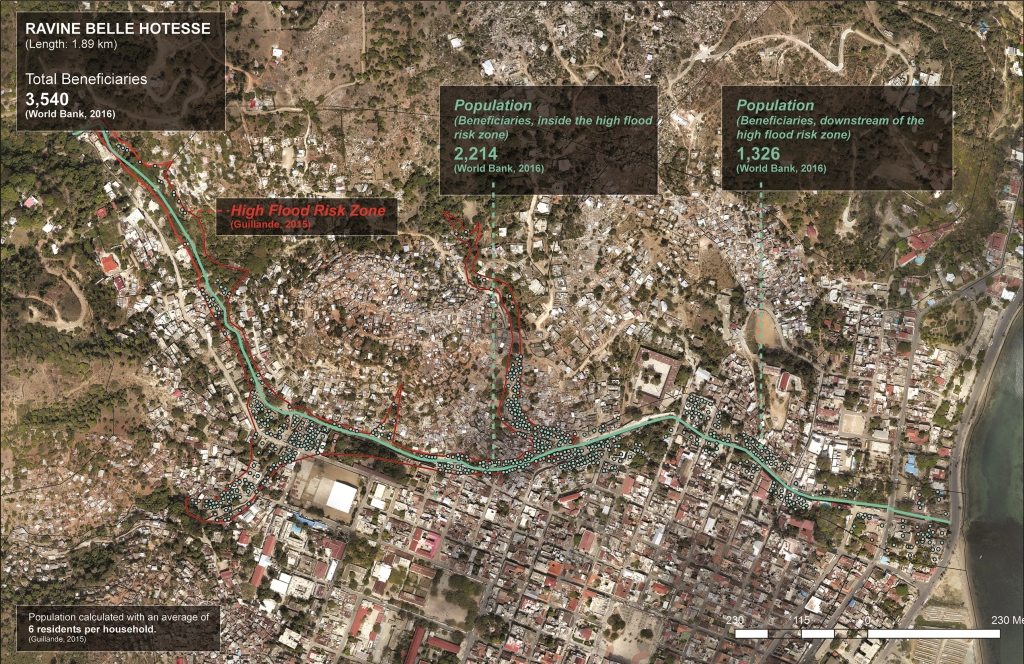 RAVINE BELLE HOTESSE
(Length: 1.89 km)
Total Beneficiaries
3,540
(World Bank, 2016)
Population
(Beneficiaries, inside the high flood
risk zone)
2,214
(World Bank, 2016)
Population
(Beneficiaries, downstream of the
high flood risk zone)
1,326
(World Bank, 2016)
High Flood Risk Zone
(Guillande, 2015)
Population calculated with an average of
6 residents per household.
(Guillande, 2015)
230 115 0 230 Me